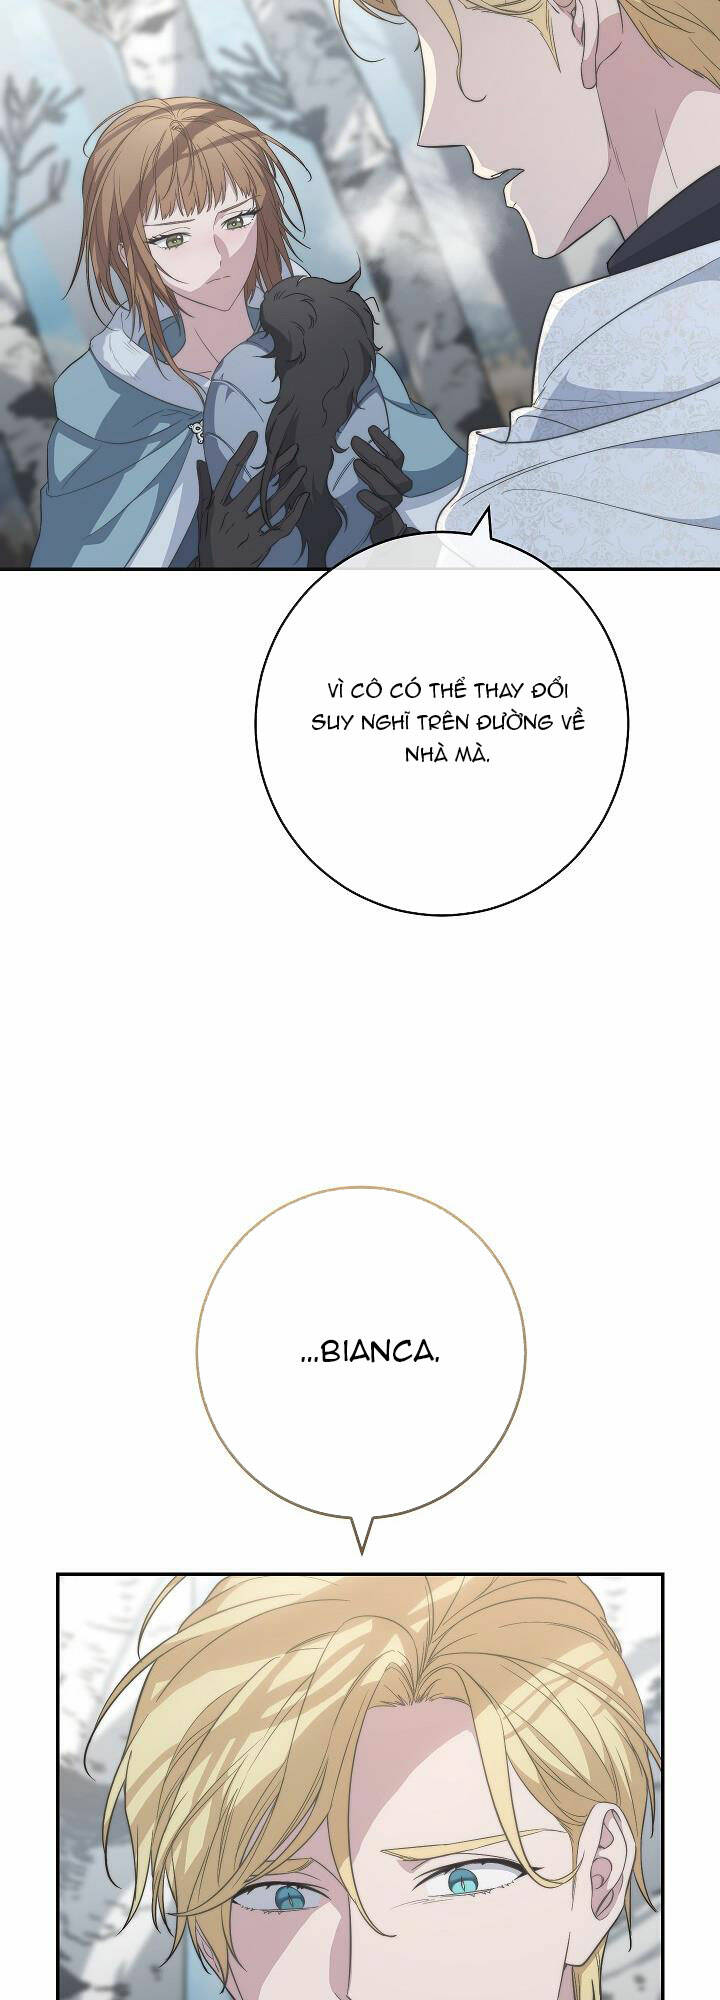 VÌ CÔ CÓ THỂ THAY ĐỔI
SUY NGHĨ TRÊN ĐƯỜNG VỀ
NHÀ MÀ.
...BIANCA.